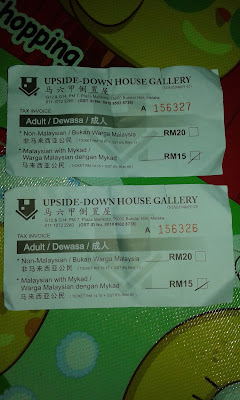 Shopping
UPSIDE-DOWN HOUSE GALLERY
马六甲倒置屋
TAX INVOICE
A 156327
Adult / Dewasa / 成人
* Non-Malaysian / Bukan Warga Malaysia RM20
非马来西亚公民
* Malaysian with Mykad /
Warga Malaysian dengan Mykad RM15
马来西亚公民
UPSIDE-DOWN HOUSE GALLERY
马六甲倒置屋
TAX INVOICE
A 156326
Adult / Dewasa / 成人
* Non-Malaysian / Bukan Warga Malaysia RM20
非马来西亚公民
* Malaysian with Mykad /
Warga Malaysian dengan Mykad RM15
马来西亚公民